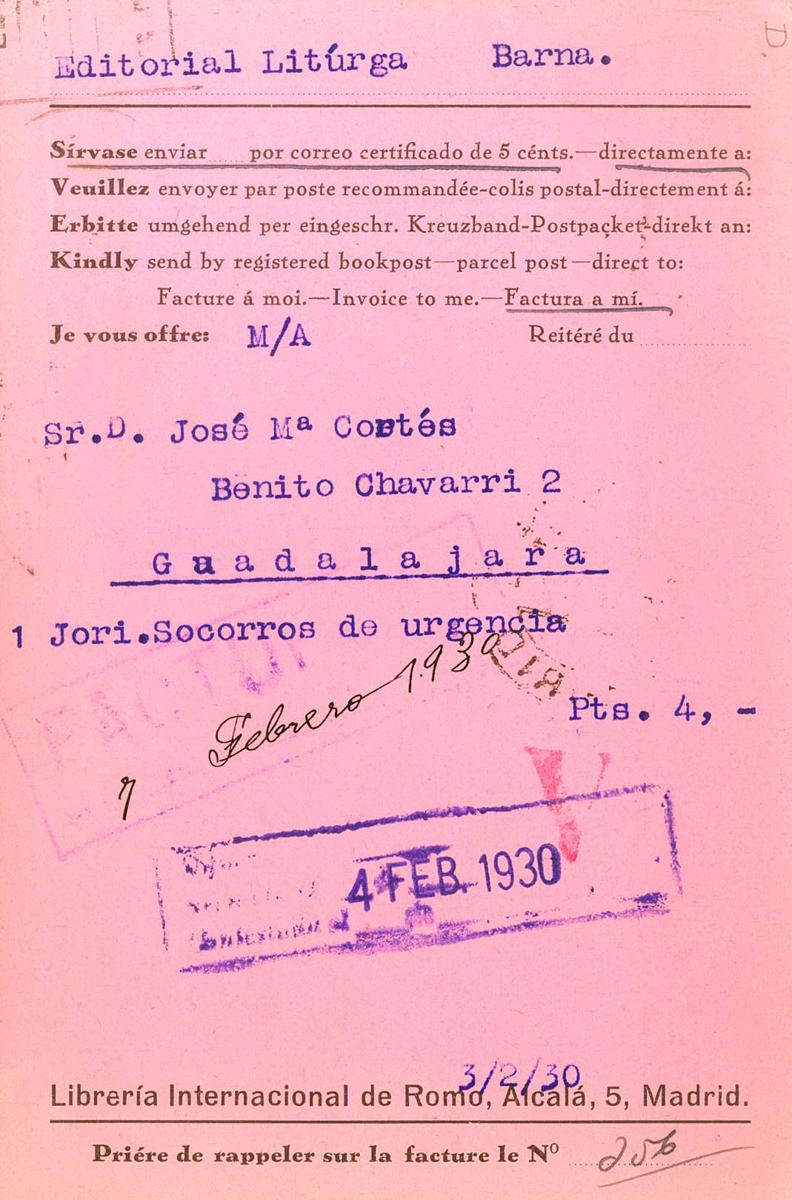 Editorial Litúrga Barna.
Sírvase enviar ..... por correo certificado de 5 cénts.—directamente a:
Veuillez envoyer par poste recommandée-colis postal-directement á:
Erbitte umgehend per eingeschr. Kreuzband-Postpacket-direkt an:
Kindly send by registered bookpost—parcel post—direct to:
Facture á moi.—Invoice to me.—Factura a mí.
Je vous offre: M/A Reitéré du
Sr.D. José Mª Cortés
Benito Chavarri 2
Guadalajara
1 Jori.Socorros de urgencia
Pts. 4, -
7 Febrero 1930
4 FEB. 1930
3/2/30
Librería Internacional de Romo, Alcalá, 5, Madrid.
Priére de rappeler sur la facture le Nº 256